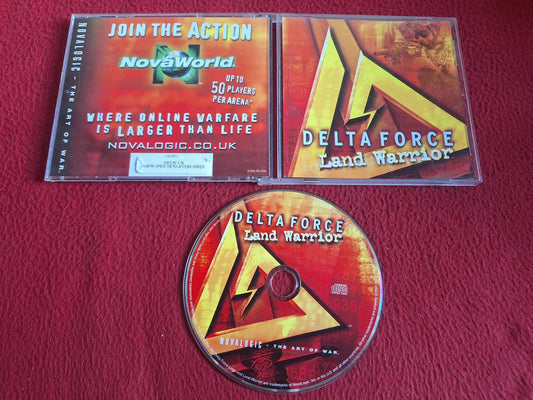 NOVALOGIC - THE ART OF WAR.
JOIN THE ACTION
NovaWorld
UP TO
50 PLAYERS
PER ARENA*
WHERE ONLINE WARFARE
IS LARGER THAN LIFE
NOVALOGIC.CO.UK
DELTA FORCE
Land Warrior
DELTA FORCE
Land Warrior
NOVALOGIC - THE ART OF WAR.